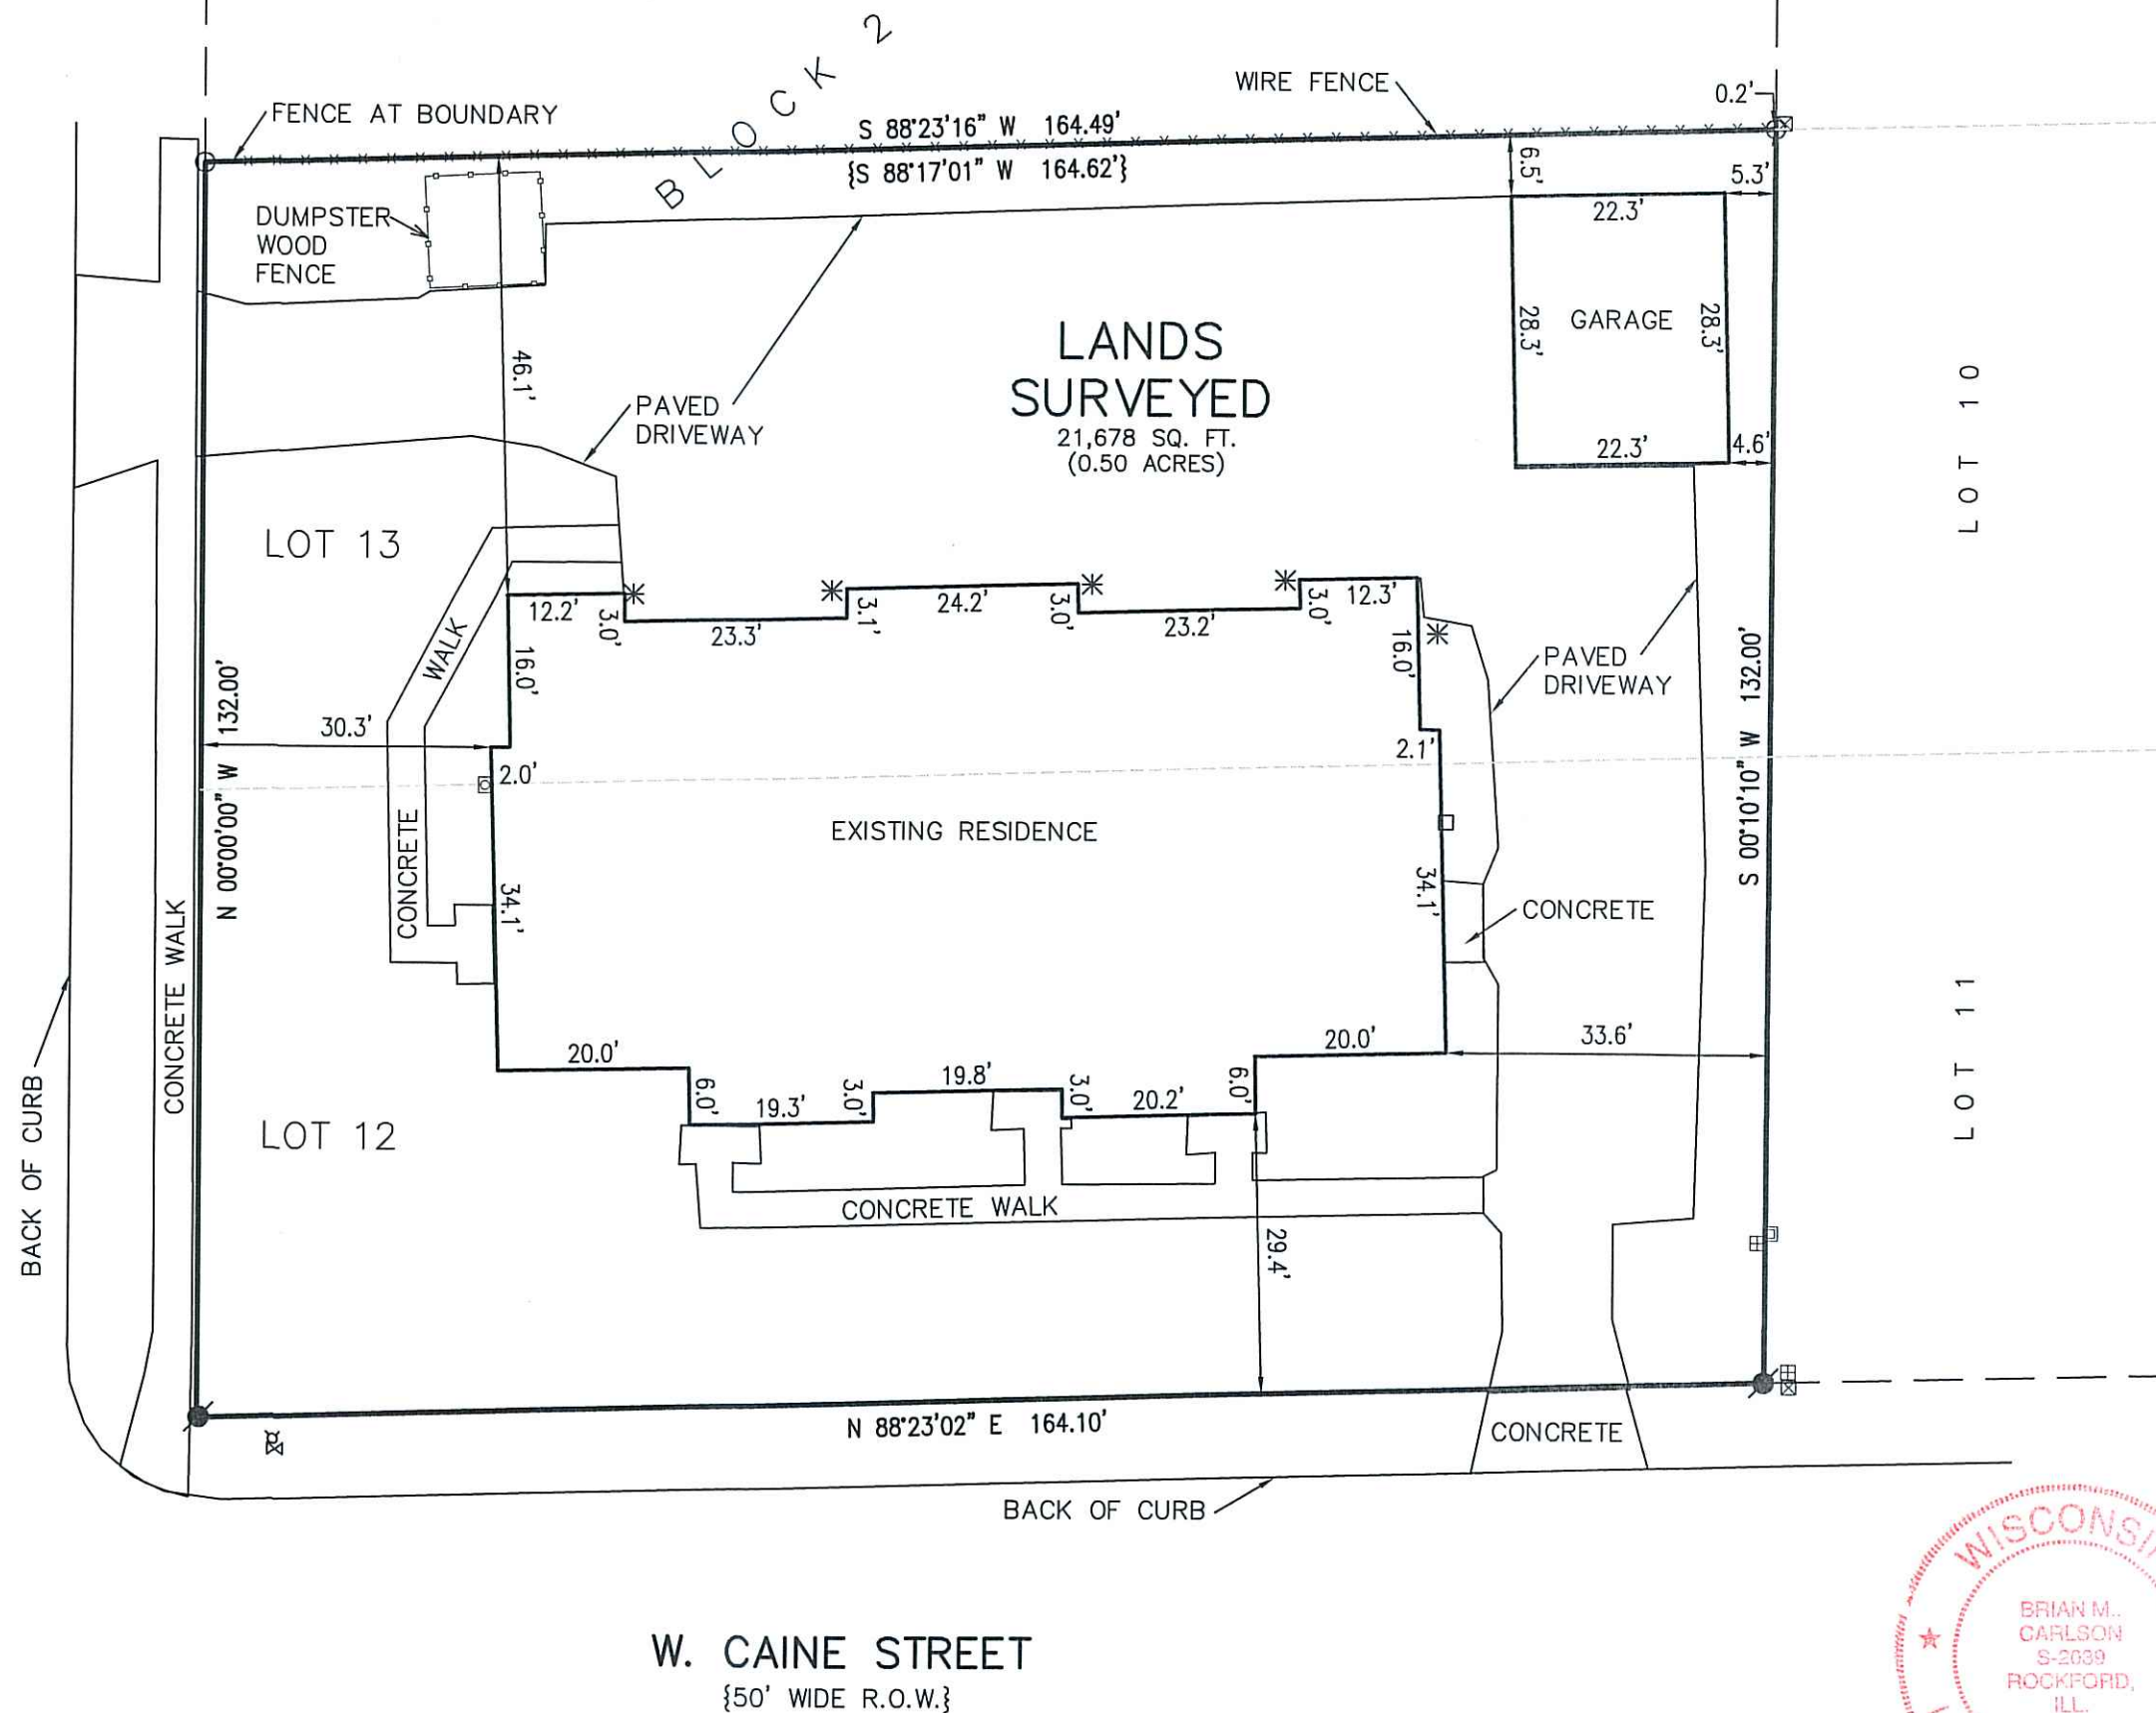 BLOCK 2
WIRE FENCE
0.2'
FENCE AT BOUNDARY
S 88°23'16" W 164.49'
{S 88°17'01" W 164.62'}
6.5'
5.3'
22.3'
DUMPSTER
WOOD
FENCE
28.3'
GARAGE
28.3'
LANDS
SURVEYED
21,678 SQ. FT.
(0.50 ACRES)
46.1'
PAVED
DRIVEWAY
22.3'
4.6'
LOT 10
LOT 13
12.2'
3.0'
23.3'
3.1'
24.2'
3.0'
23.2'
3.0'
12.3'
16.0'
16.0'
WALK
CONCRETE
PAVED
DRIVEWAY
N 00°00'00" W 132.00'
S 00°10'10" W 132.00'
30.3'
2.0'
2.1'
EXISTING RESIDENCE
34.1'
34.1'
CONCRETE
CONCRETE WALK
BACK OF CURB
LOT 11
20.0'
20.0'
33.6'
6.0'
19.3'
3.0'
19.8'
3.0'
20.2'
6.0'
LOT 12
CONCRETE WALK
29.4'
N 88°23'02" E 164.10'
CONCRETE
BACK OF CURB
W. CAINE STREET
{50' WIDE R.O.W.}
BRIAN M.
CARLSON
S-2039
ROCKFORD,
ILL.